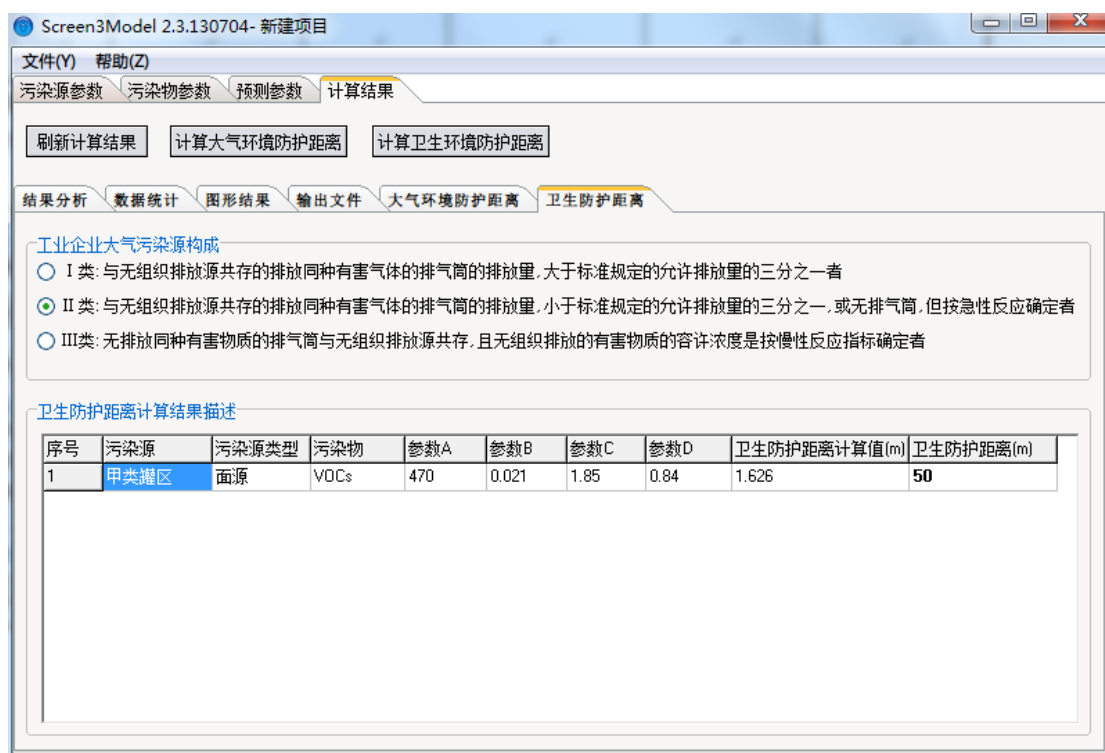 Screen3Model 2.3.130704- 新建项目
文件(Y) 帮助(Z)
污染源参数 污染物参数 预测参数 计算结果
刷新计算结果 计算大气环境防护距离 计算卫生环境防护距离
结果分析 数据统计 图形结果 输出文件 大气环境防护距离 卫生防护距离
工业企业大气污染源构成
I 类: 与无组织排放源共存的排放同种有害气体的排气筒的排放量,大于标准规定的允许排放量的三分之一者
II 类: 与无组织排放源共存的排放同种有害气体的排气筒的排放量,小于标准规定的允许排放量的三分之一,或无排气筒,但按急性反应确定者
III类: 无排放同种有害物质的排气筒与无组织排放源共存,且无组织排放的有害物质的容许浓度是按慢性反应指标确定者
卫生防护距离计算结果描述
序号 污染源 污染源类型 污染物 参数A 参数B 参数C 参数D 卫生防护距离计算值(m) 卫生防护距离(m)
1 甲类罐区 面源 VOCs 470 0.021 1.85 0.84 1.626 50